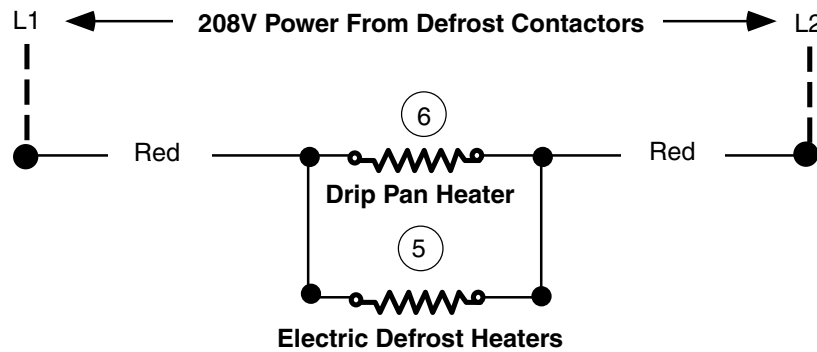 L1 208V Power From Defrost Contactors L2
6
Red Red
Drip Pan Heater
5
Electric Defrost Heaters